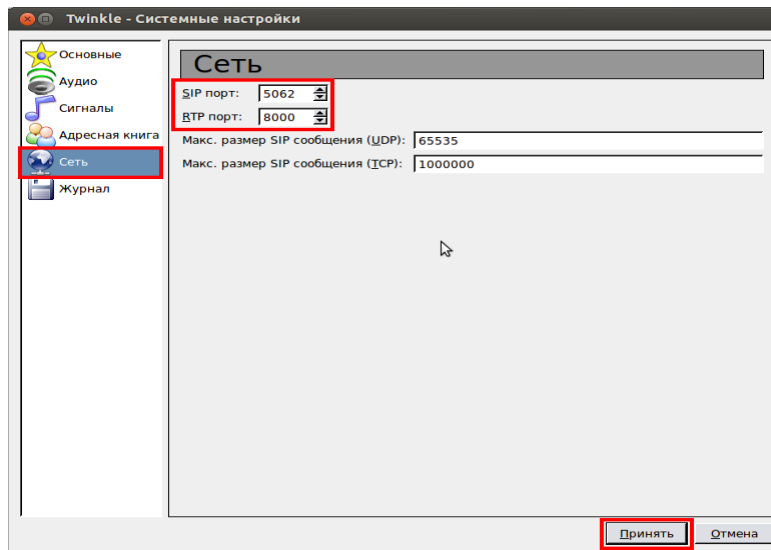 Twinkle - Системные настройки
Основные
Аудио
Сигналы
Адресная книга
Сеть
Журнал
Сеть
SIP порт: 5062
RTP порт: 8000
Макс. размер SIP сообщения (UDP): 65535
Макс. размер SIP сообщения (TCP): 1000000
Принять Отмена